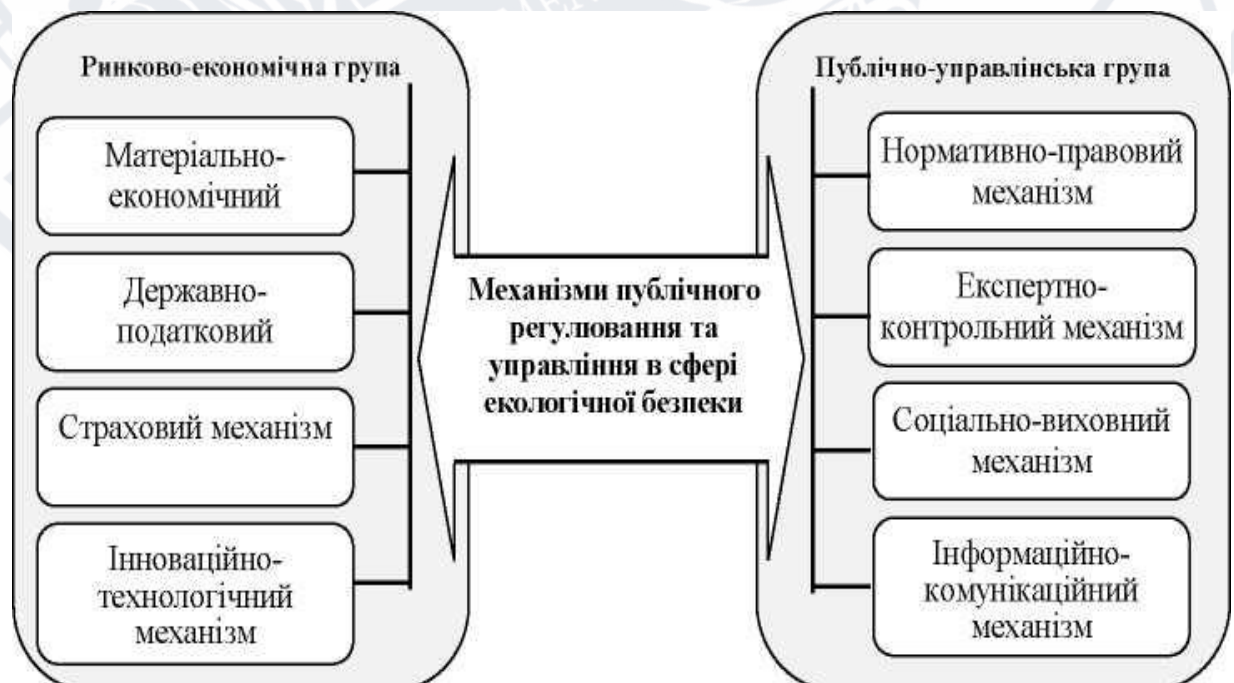 Ринково-економічна група
Матеріально-
економічний
Державно-
податковий
Страховий механізм
Інноваційно-
технологічний
механізм
Механізми публічного
регулювання та
управління в сфері
екологічної безпеки
Публічно-управлінська група
Нормативно-правовий
механізм
Експертно-
контрольний механізм
Соціально-виховний
механізм
Інформаційно-
комунікаційний
механізм